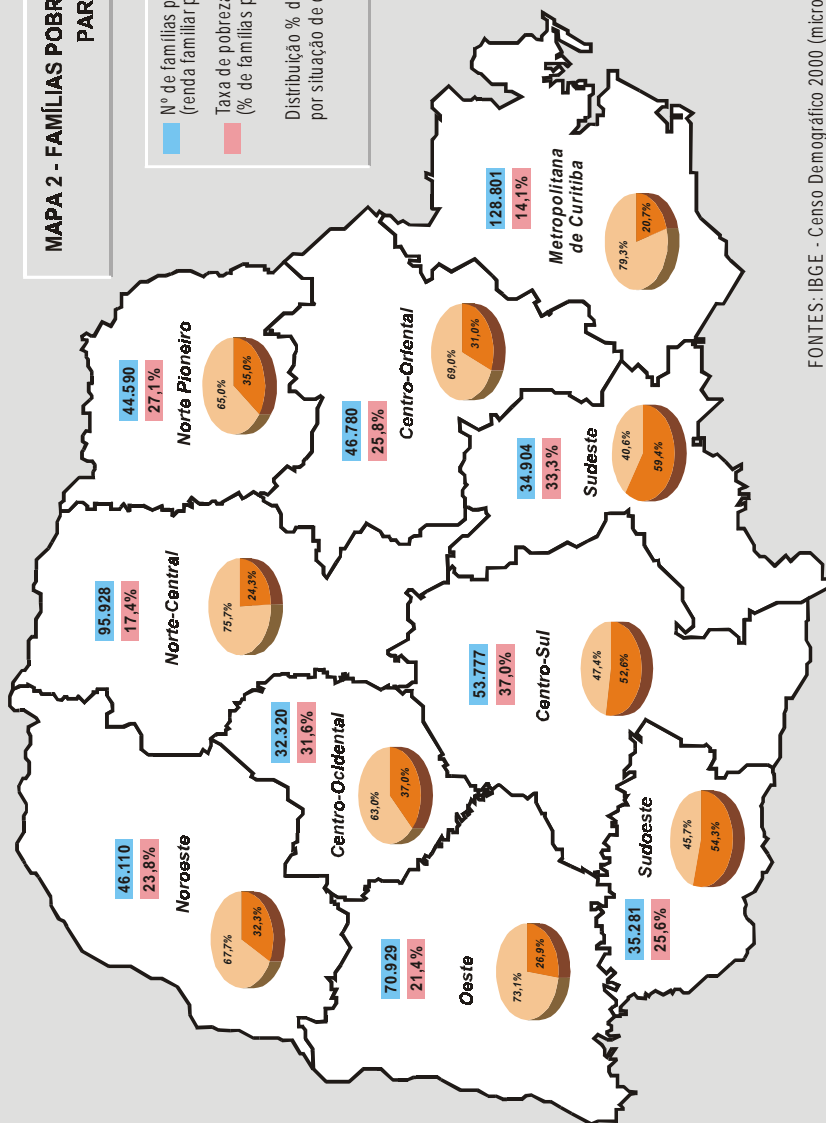 MAPA 2 - FAMÍLIAS
Nº de famílias
(renda familiar
Taxa de pobreza
(% de famílias
Distribuição %
por situação de
46.110
23,8%
Noroeste
67,7%
32,3%
95.928
17,4%
Norte-Central
75,7%
24,3%
44.590
27,1%
Norte Pioneiro
65,0%
35,0%
32.320
31,6%
Centro-Ocidental
63,0%
37,0%
46.780
25,8%
Centro-Oriental
69,0%
31,0%
70.929
21,4%
Oeste
73,1%
26,9%
53.777
37,0%
Centro-Sul
47,4%
52,6%
34.904
33,3%
Sudeste
40,6%
59,4%
128.801
14,1%
Metropolitana
de Curitiba
79,3%
20,7%
35.281
25,6%
Sudoeste
45,7%
54,3%
FONTES: IBGE - Censo Demográfico 2000